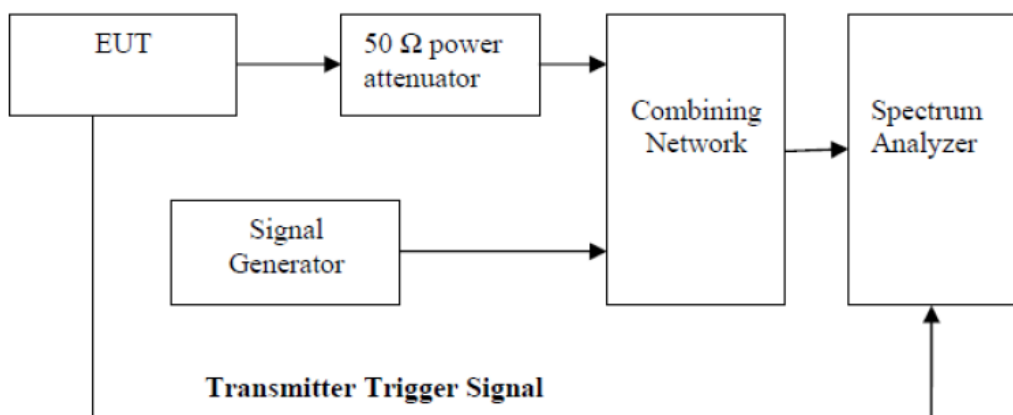 EUT
50 Ω power
attenuator
Combining
Network
Spectrum
Analyzer
Signal
Generator
Transmitter Trigger Signal